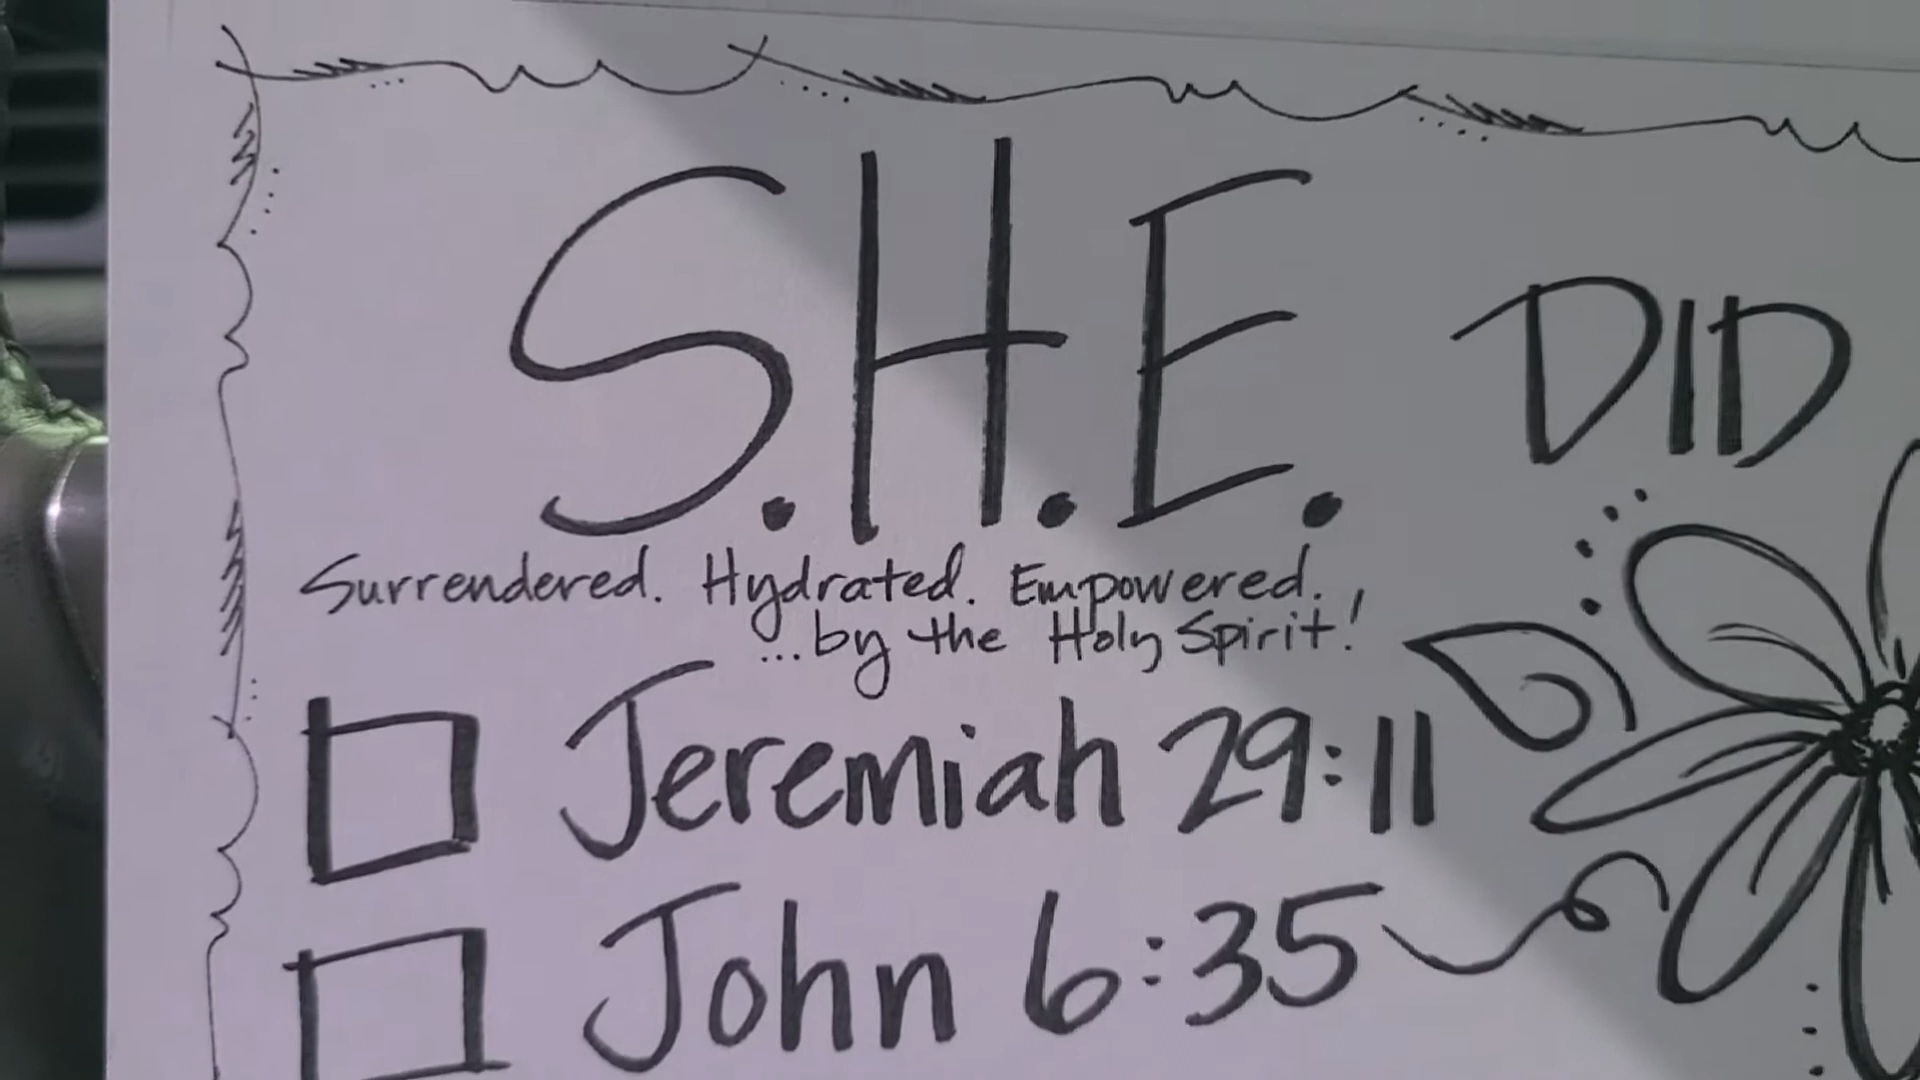 S.H.E. DID
Surrendered. Hydrated. Empowered.
...by the Holy Spirit!
Jeremiah 29:11
John 6:35